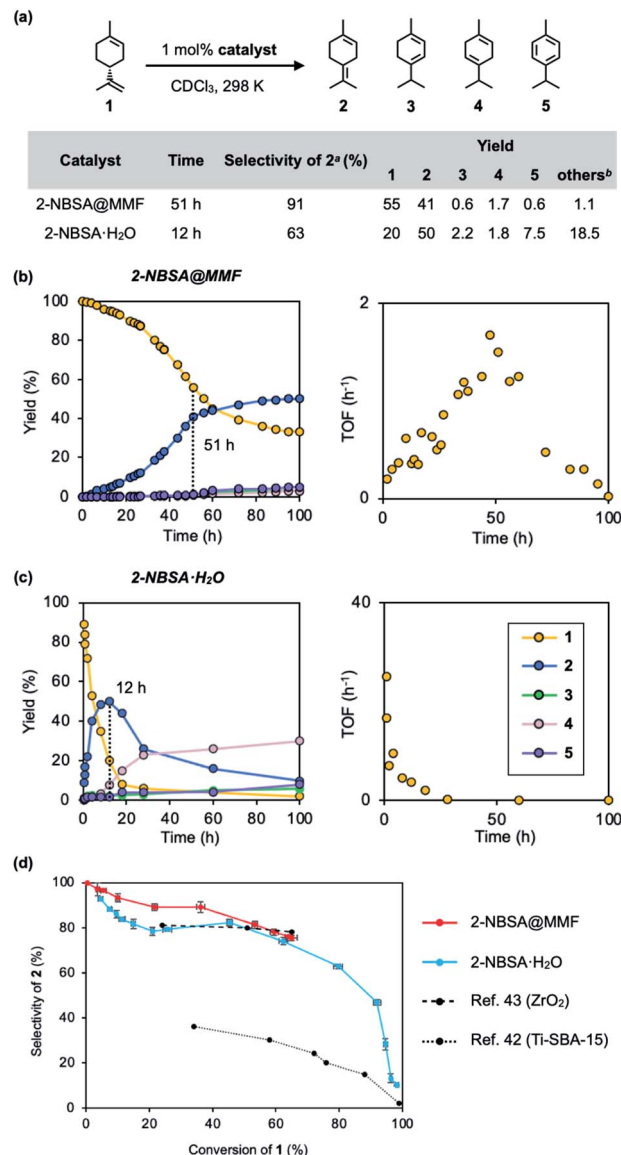 (a)
1 mol% catalyst
CDCl3, 298 K
1
2
3
4
5
Catalyst Time Selectivity of 2ᵃ (%) Yield
1 2 3 4 5 othersᵇ
2-NBSA@MMF 51 h 91 55 41 0.6 1.7 0.6 1.1
2-NBSA·H2O 12 h 63 20 50 2.2 1.8 7.5 18.5
(b)
2-NBSA@MMF
100
80
60
40
20
0
Yield (%)
51 h
0 20 40 60 80 100
Time (h)
2
1
0
TOF (h⁻¹)
0 50 100
Time (h)
(c)
2-NBSA·H2O
100
80
60
40
20
0
Yield (%)
12 h
0 20 40 60 80 100
Time (h)
40
20
0
TOF (h⁻¹)
0 50 100
Time (h)
1
2
3
4
5
(d)
100
80
60
40
20
0
Selectivity of 2 (%)
0 20 40 60 80 100
Conversion of 1 (%)
2-NBSA@MMF
2-NBSA·H2O
Ref. 43 (ZrO2)
Ref. 42 (Ti-SBA-15)